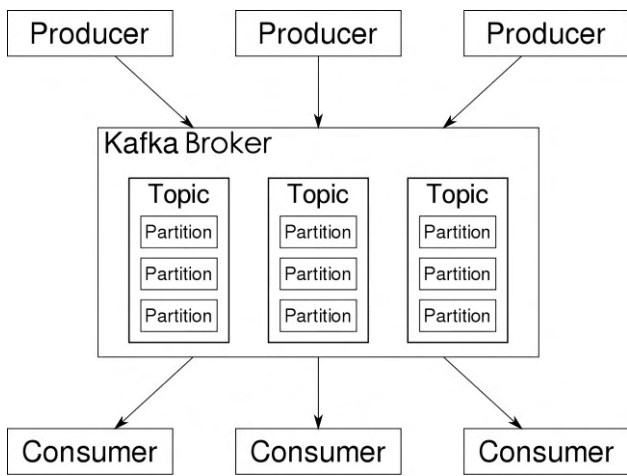 Producer Producer Producer
Kafka Broker
Topic Topic Topic
Partition Partition Partition
Partition Partition Partition
Partition Partition Partition
Consumer Consumer Consumer